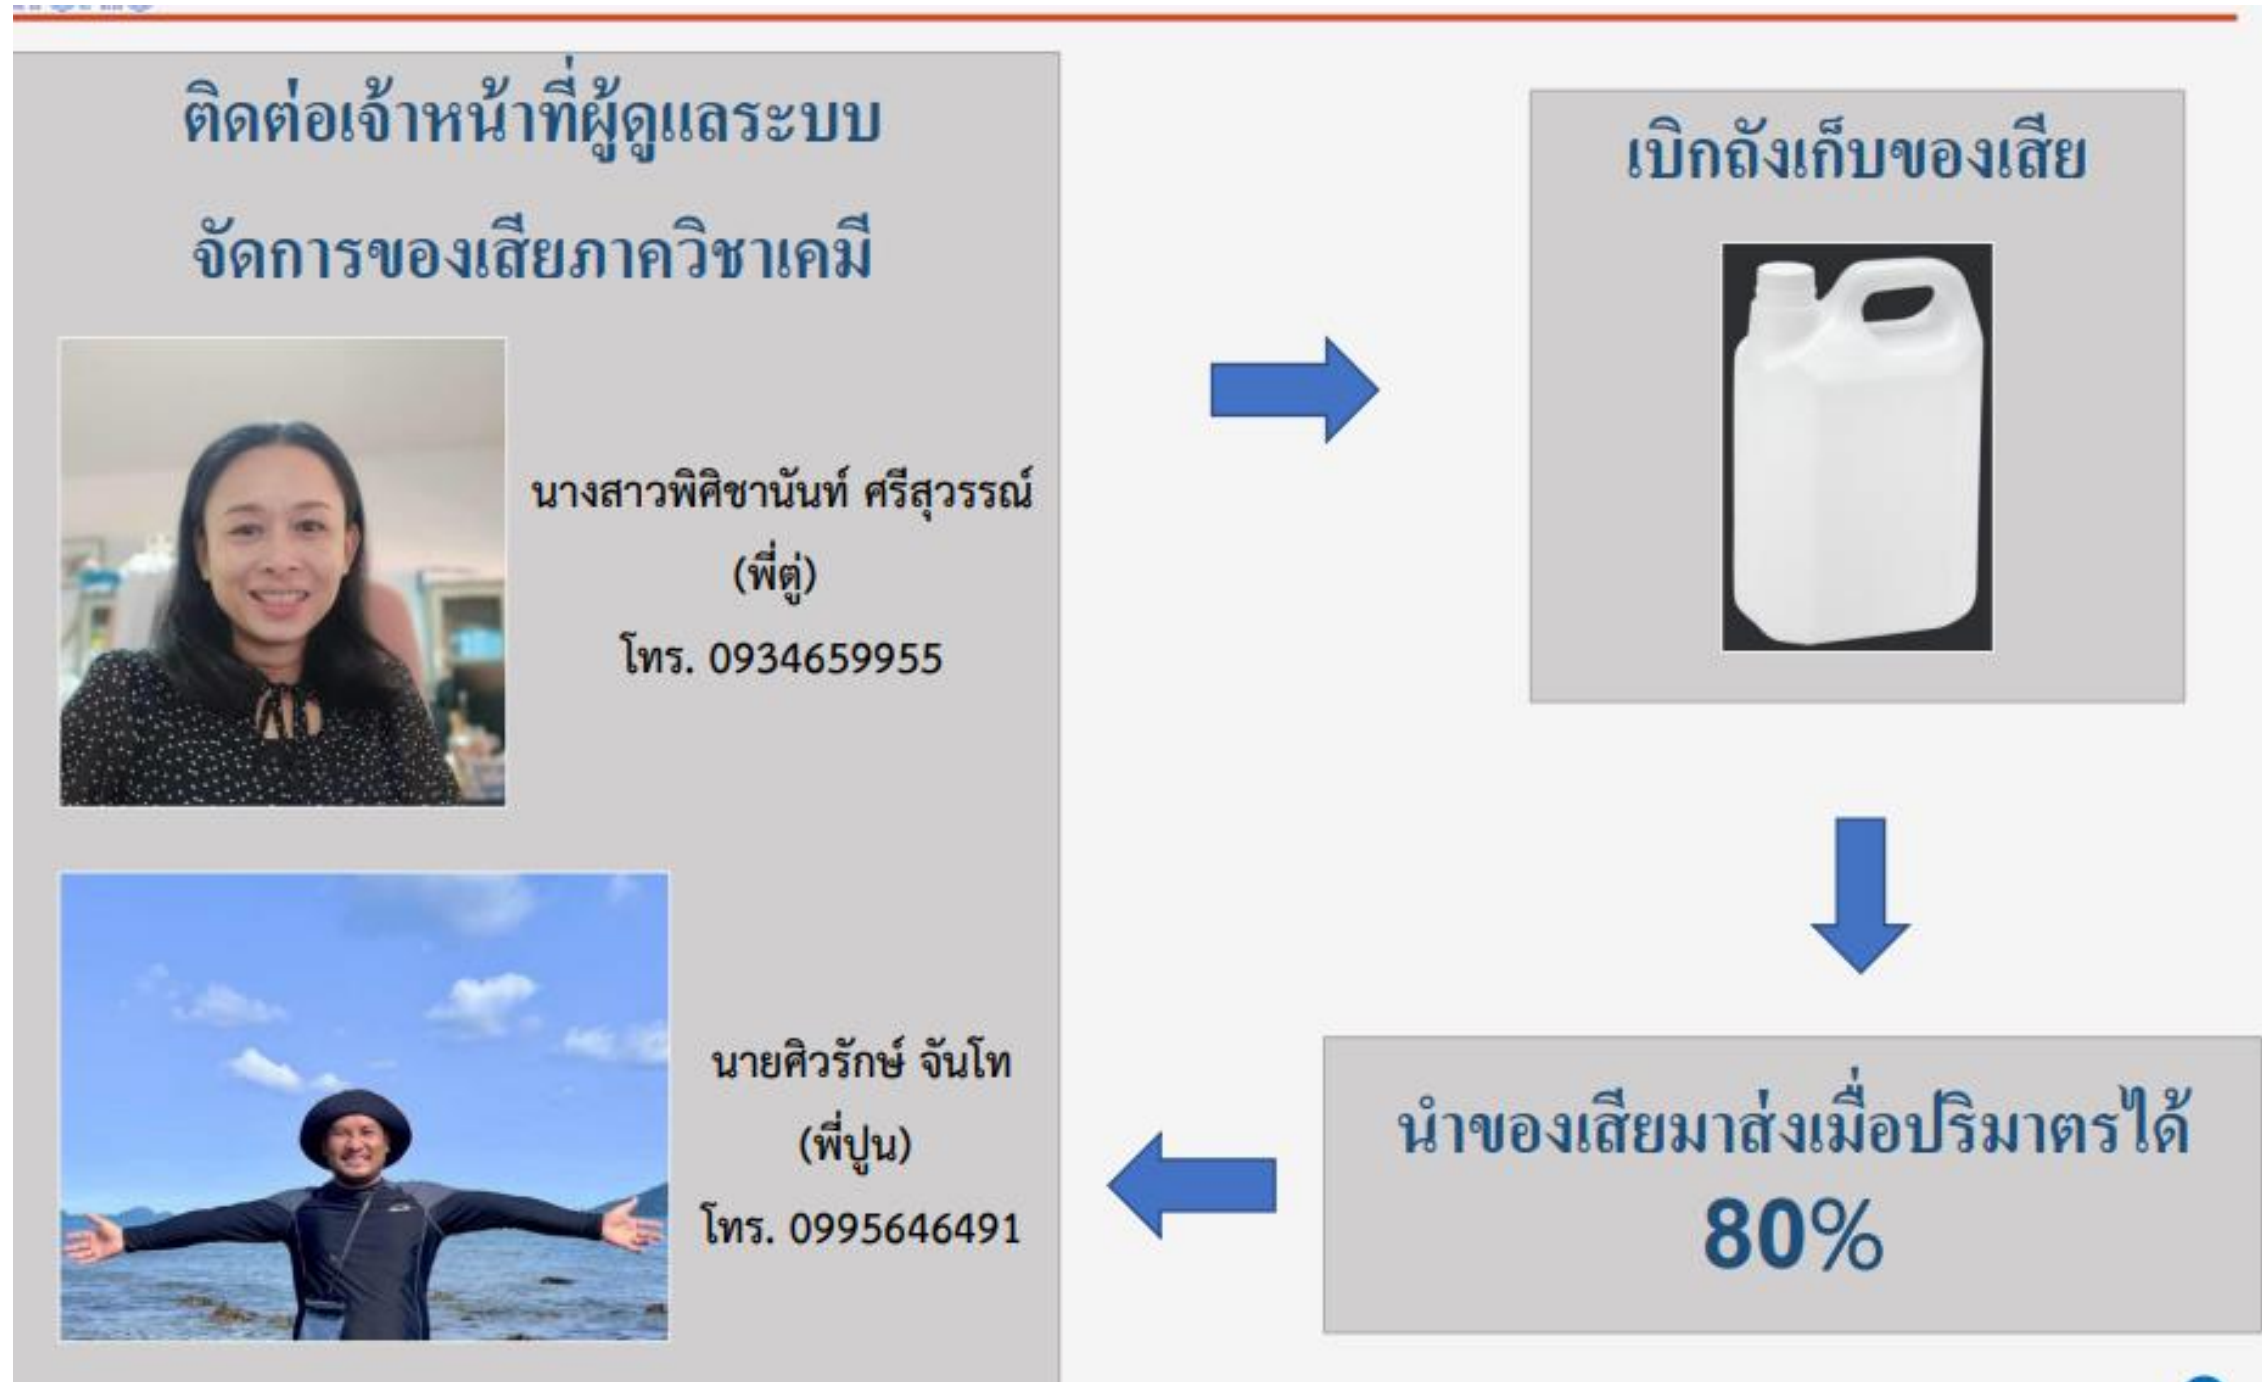 ติดต่อเจ้าหน้าที่ผู้ดูแลระบบ
จัดการของเสียภาควิชาเคมี
นางสาวพิศิชานันท์ ศรีสุวรรณ์
(พี่ตู่)
โทร. 0934659955
นายศิวรักษ์ จันโท
(พี่ปูน)
โทร. 0995646491
เบิกถังเก็บของเสีย
นำของเสียมาส่งเมื่อปริมาตรได้
80%